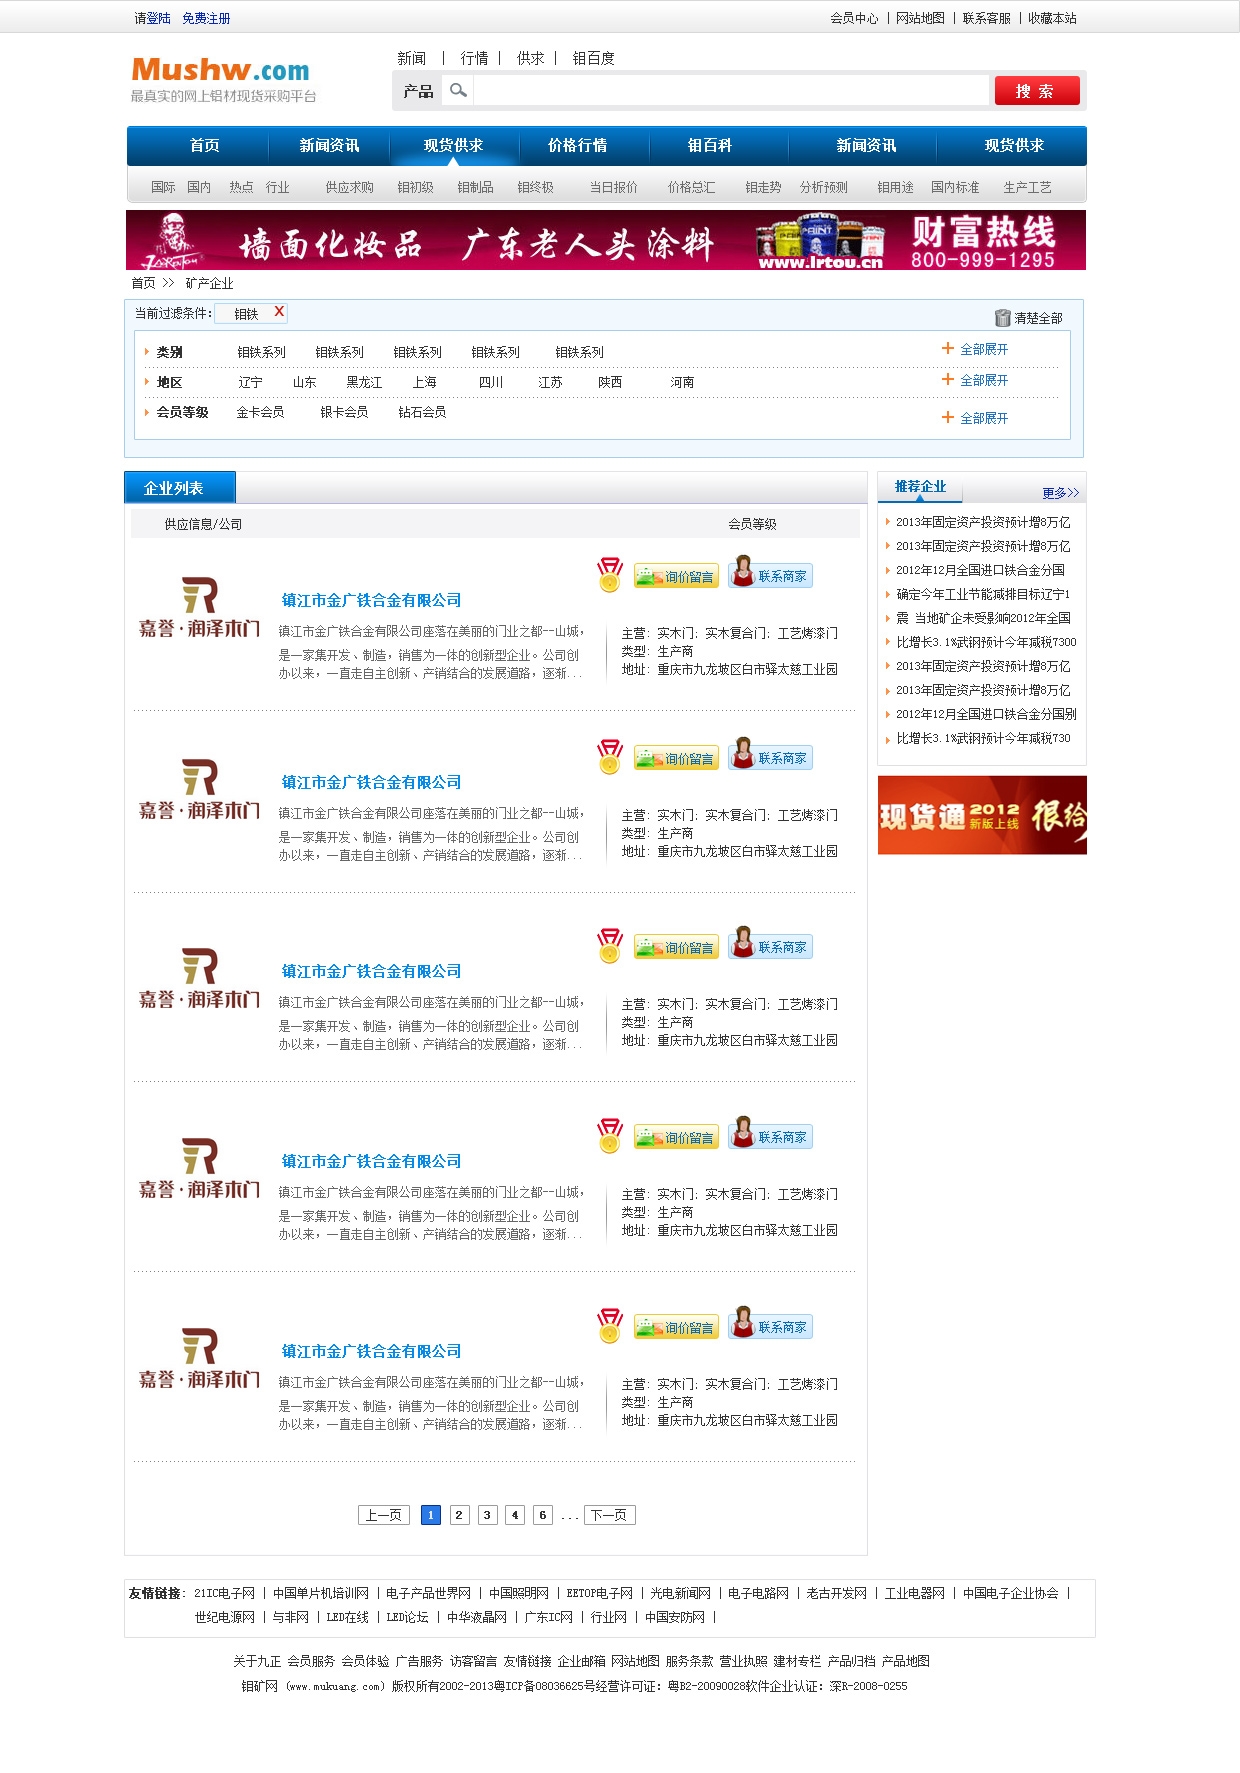 请登陆 免费注册
会员中心 | 网站地图 | 联系客服 | 收藏本站
Mushw.com
最真实的网上铝材现货采购平台
新闻 | 行情 | 供求 | 钼百度
产品
搜 索
首页 新闻资讯 现货供求 价格行情 钼百科 新闻资讯 现货供求
国际 国内 热点 行业 供应求购 钼初级 钼制品 钼终极 当日报价 价格总汇 钼走势 分析预测 钼用途 国内标准 生产工艺
墙面化妆品 广东老人头涂料
www.lrtou.cn
财富热线
800-999-1295
首页 >> 矿产企业
当前过滤条件: 钼铁 X
清楚全部
类别 钼铁系列 钼铁系列 钼铁系列 钼铁系列 钼铁系列 全部展开
地区 辽宁 山东 黑龙江 上海 四川 江苏 陕西 河南 全部展开
会员等级 金卡会员 银卡会员 钻石会员 全部展开
企业列表
供应信息/公司 会员等级
询价留言 联系商家
嘉誉·润泽木门
镇江市金广铁合金有限公司
镇江市金广铁合金有限公司座落在美丽的门业之都--山城,
是一家集开发、制造，销售为一体的创新型企业。公司创
办以来，一直走自主创新、产销结合的发展道路，逐渐...
主营: 实木门; 实木复合门; 工艺烤漆门
类型: 生产商
地址: 重庆市九龙坡区白市驿太慈工业园
询价留言 联系商家
嘉誉·润泽木门
镇江市金广铁合金有限公司
镇江市金广铁合金有限公司座落在美丽的门业之都--山城,
是一家集开发、制造，销售为一体的创新型企业。公司创
办以来，一直走自主创新、产销结合的发展道路，逐渐...
主营: 实木门; 实木复合门; 工艺烤漆门
类型: 生产商
地址: 重庆市九龙坡区白市驿太慈工业园
询价留言 联系商家
嘉誉·润泽木门
镇江市金广铁合金有限公司
镇江市金广铁合金有限公司座落在美丽的门业之都--山城,
是一家集开发、制造，销售为一体的创新型企业。公司创
办以来，一直走自主创新、产销结合的发展道路，逐渐...
主营: 实木门; 实木复合门; 工艺烤漆门
类型: 生产商
地址: 重庆市九龙坡区白市驿太慈工业园
询价留言 联系商家
嘉誉·润泽木门
镇江市金广铁合金有限公司
镇江市金广铁合金有限公司座落在美丽的门业之都--山城,
是一家集开发、制造，销售为一体的创新型企业。公司创
办以来，一直走自主创新、产销结合的发展道路，逐渐...
主营: 实木门; 实木复合门; 工艺烤漆门
类型: 生产商
地址: 重庆市九龙坡区白市驿太慈工业园
询价留言 联系商家
嘉誉·润泽木门
镇江市金广铁合金有限公司
镇江市金广铁合金有限公司座落在美丽的门业之都--山城,
是一家集开发、制造，销售为一体的创新型企业。公司创
办以来，一直走自主创新、产销结合的发展道路，逐渐...
主营: 实木门; 实木复合门; 工艺烤漆门
类型: 生产商
地址: 重庆市九龙坡区白市驿太慈工业园
上一页 1 2 3 4 6 ... 下一页
推荐企业 更多>>
2013年固定资产投资预计增8万亿
2013年固定资产投资预计增8万亿
2012年12月全国进口铁合金分国
确定今年工业节能减排目标辽宁1
震 当地矿企未受影响2012年全国
比增长3.1%武钢预计今年减税7300
2013年固定资产投资预计增8万亿
2013年固定资产投资预计增8万亿
2012年12月全国进口铁合金分国别
比增长3.1%武钢预计今年减税730
现货通 2012 新版上线 很给
友情链接: 21IC电子网 | 中国单片机培训网 | 电子产品世界网 | 中国照明网 | EETOP电子网 | 光电新闻网 | 电子电路网 | 老古开发网 | 工业电器网 | 中国电子企业协会 |
世纪电源网 | 与非网 | LED在线 | LED论坛 | 中华液晶网 | 广东IC网 | 行业网 | 中国安防网 |
关于九正 会员服务 会员体验 广告服务 访客留言 友情链接 企业邮箱 网站地图 服务条款 营业执照 建材专栏 产品归档 产品地图
钼矿网 (www.mukuang.com) 版权所有2002-2013粤ICP备08036625号经营许可证: 粤B2-20090028软件企业认证: 深R-2008-0255